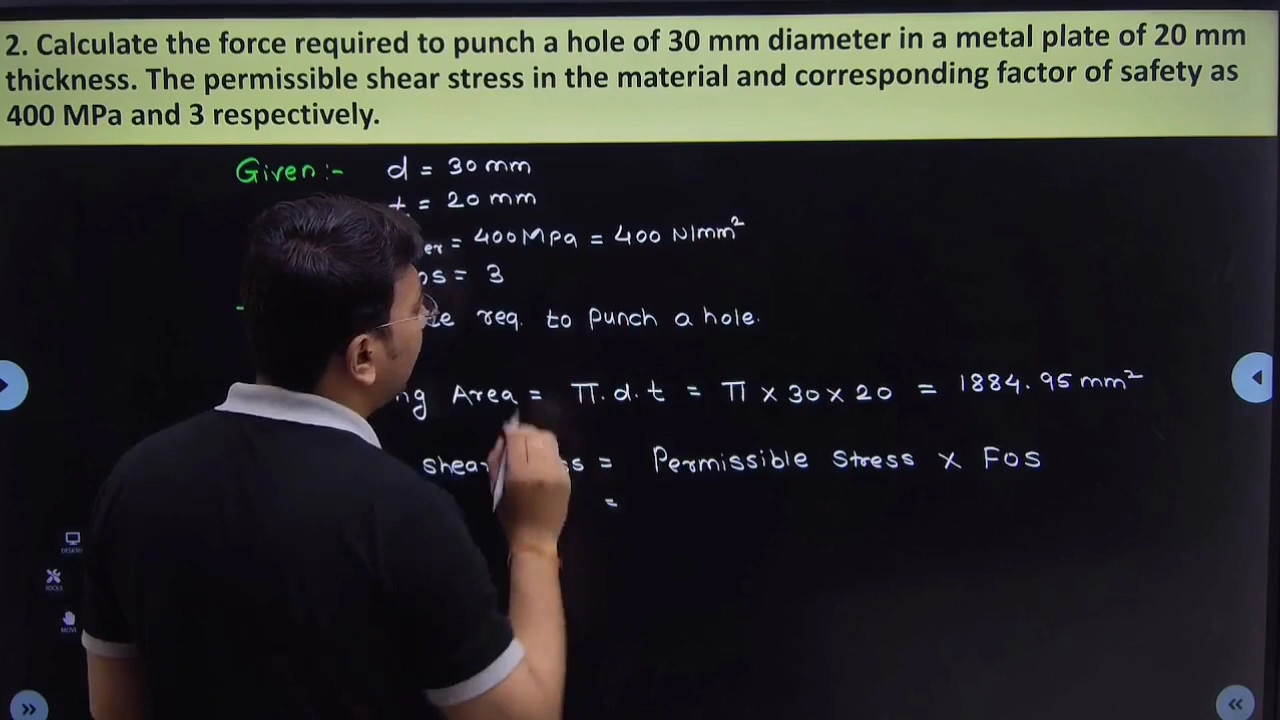 2. Calculate the force required to punch a hole of 30 mm diameter in a metal plate of 20 mm
thickness. The permissible shear stress in the material and corresponding factor of safety as
400 MPa and 3 respectively.
Given :- d = 30 mm
t = 20 mm
= 400 MPa = 400 N/mm²
= 3
req. to punch a hole.
Area = π.d.t = π × 30 × 20 = 1884.95 mm²
= Permissible stress × FOS
=
TOOLS
MOVE